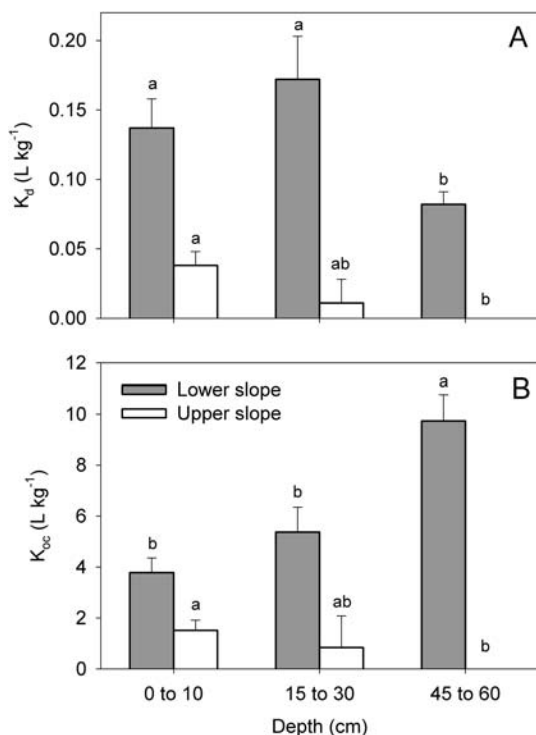 A
0.20
0.15
0.10
0.05
0.00
K_d (L kg⁻¹)
a
a
a
ab
b
b
B
12
10
8
6
4
2
0
K_oc (L kg⁻¹)
Lower slope
Upper slope
b
a
b
ab
a
b
0 to 10
15 to 30
45 to 60
Depth (cm)